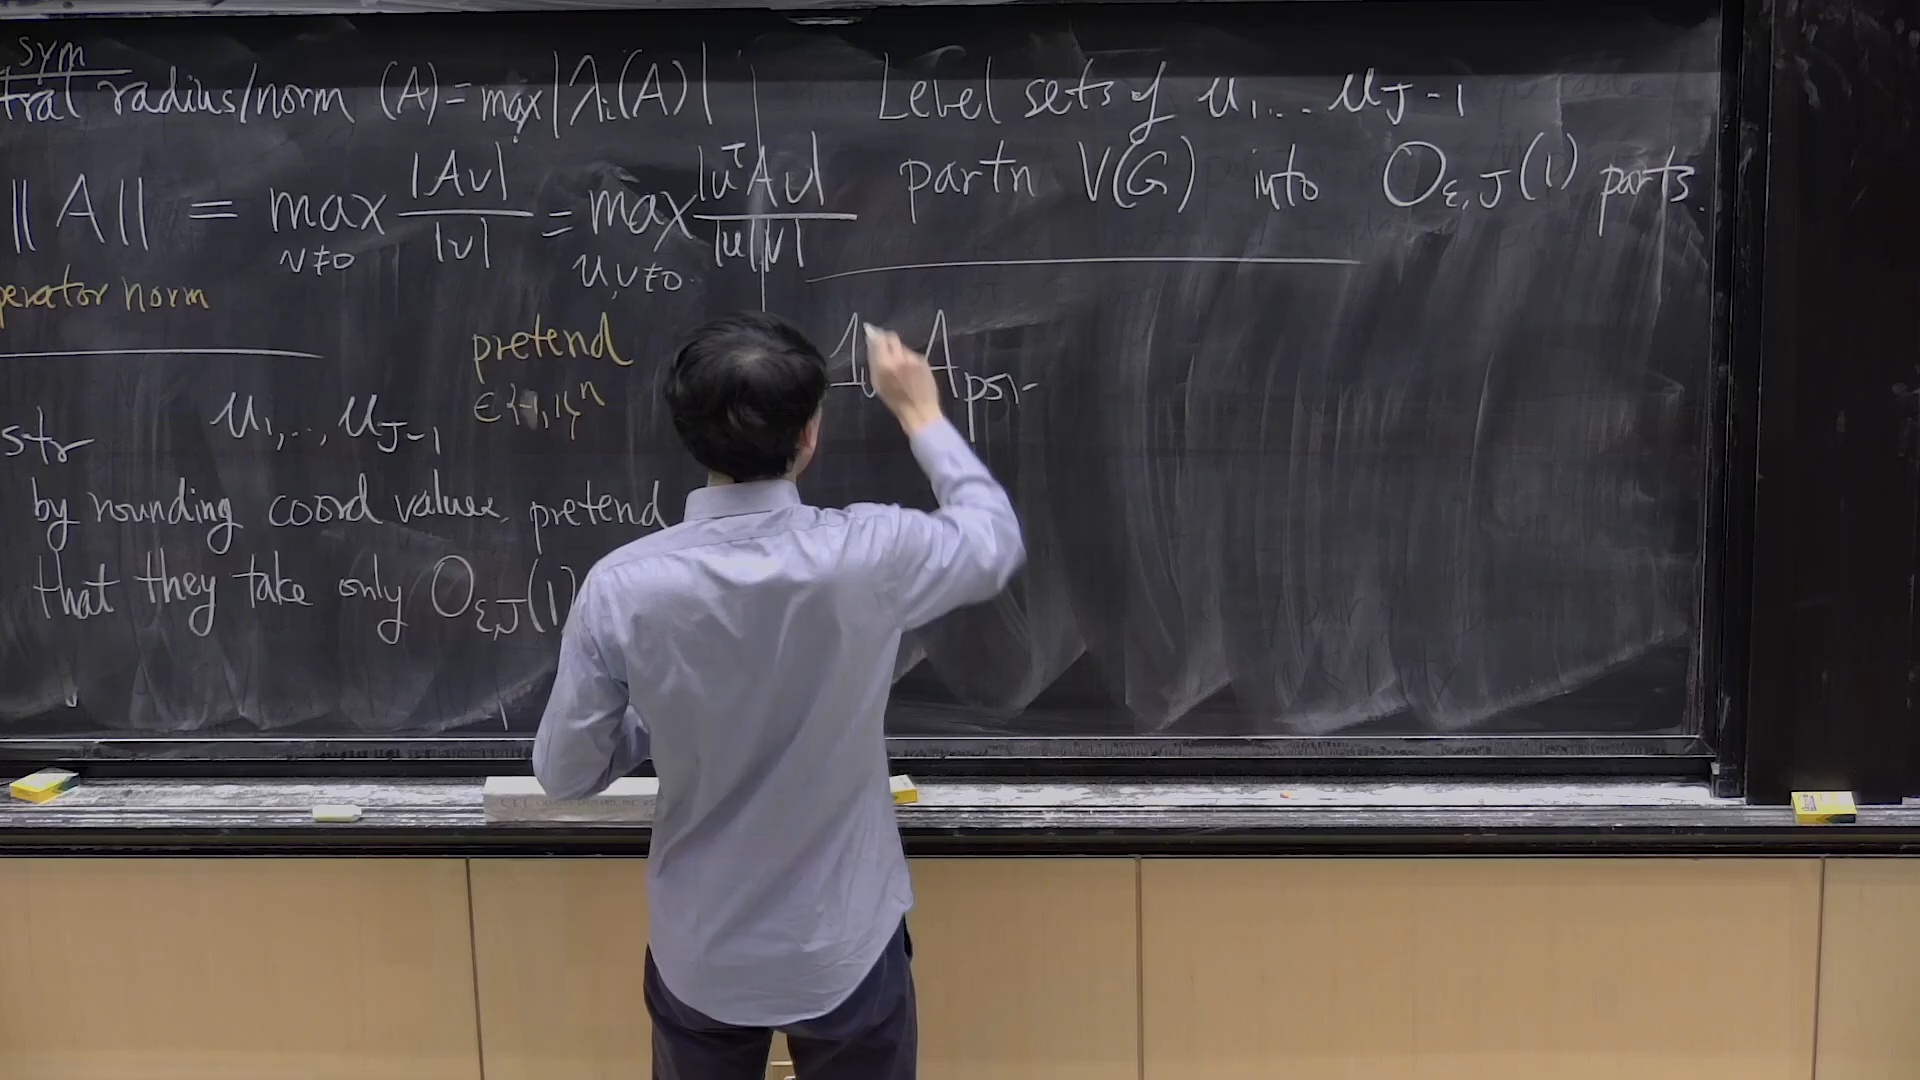 sym
tral radius/norm (A) = max |λᵢ(A)|
||A|| = max |Av| / |v| = max |uᵀAv| / |u||v|
v≠0 u,v≠0
perator norm
str u₁,..., u_{J-1}
pretend
∈{-1,1}ⁿ
by rounding coord values, pretend
that they take only O_{ε,J}(1)
Level sets of u₁... u_{J-1}
partn V(G) into O_{ε,J}(1) parts.
1_U A_psr